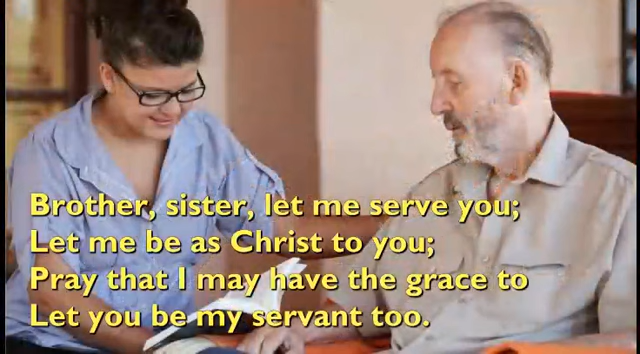 Brother, sister, let me serve you;
Let me be as Christ to you;
Pray that I may have the grace to
Let you be my servant too.